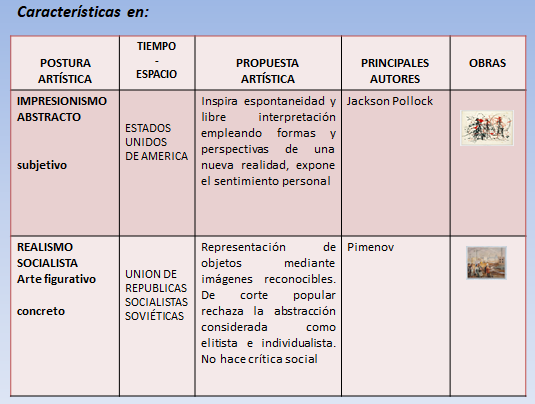 Características en:
POSTURA
ARTÍSTICA
TIEMPO
-
ESPACIO
PROPUESTA
ARTÍSTICA
PRINCIPALES
AUTORES
OBRAS
IMPRESIONISMO
ABSTRACTO
subjetivo
ESTADOS
UNIDOS
DE AMERICA
Inspira espontaneidad y
libre interpretación
empleando formas y
perspectivas de una
nueva realidad, expone
el sentimiento personal
Jackson Pollock
REALISMO
SOCIALISTA
Arte figurativo
concreto
UNION DE
REPUBLICAS
SOCIALISTAS
SOVIÉTICAS
Representación de
objetos mediante
imágenes reconocibles.
De corte popular
rechaza la abstracción
considerada como
elitista e individualista.
No hace crítica social
Pimenov